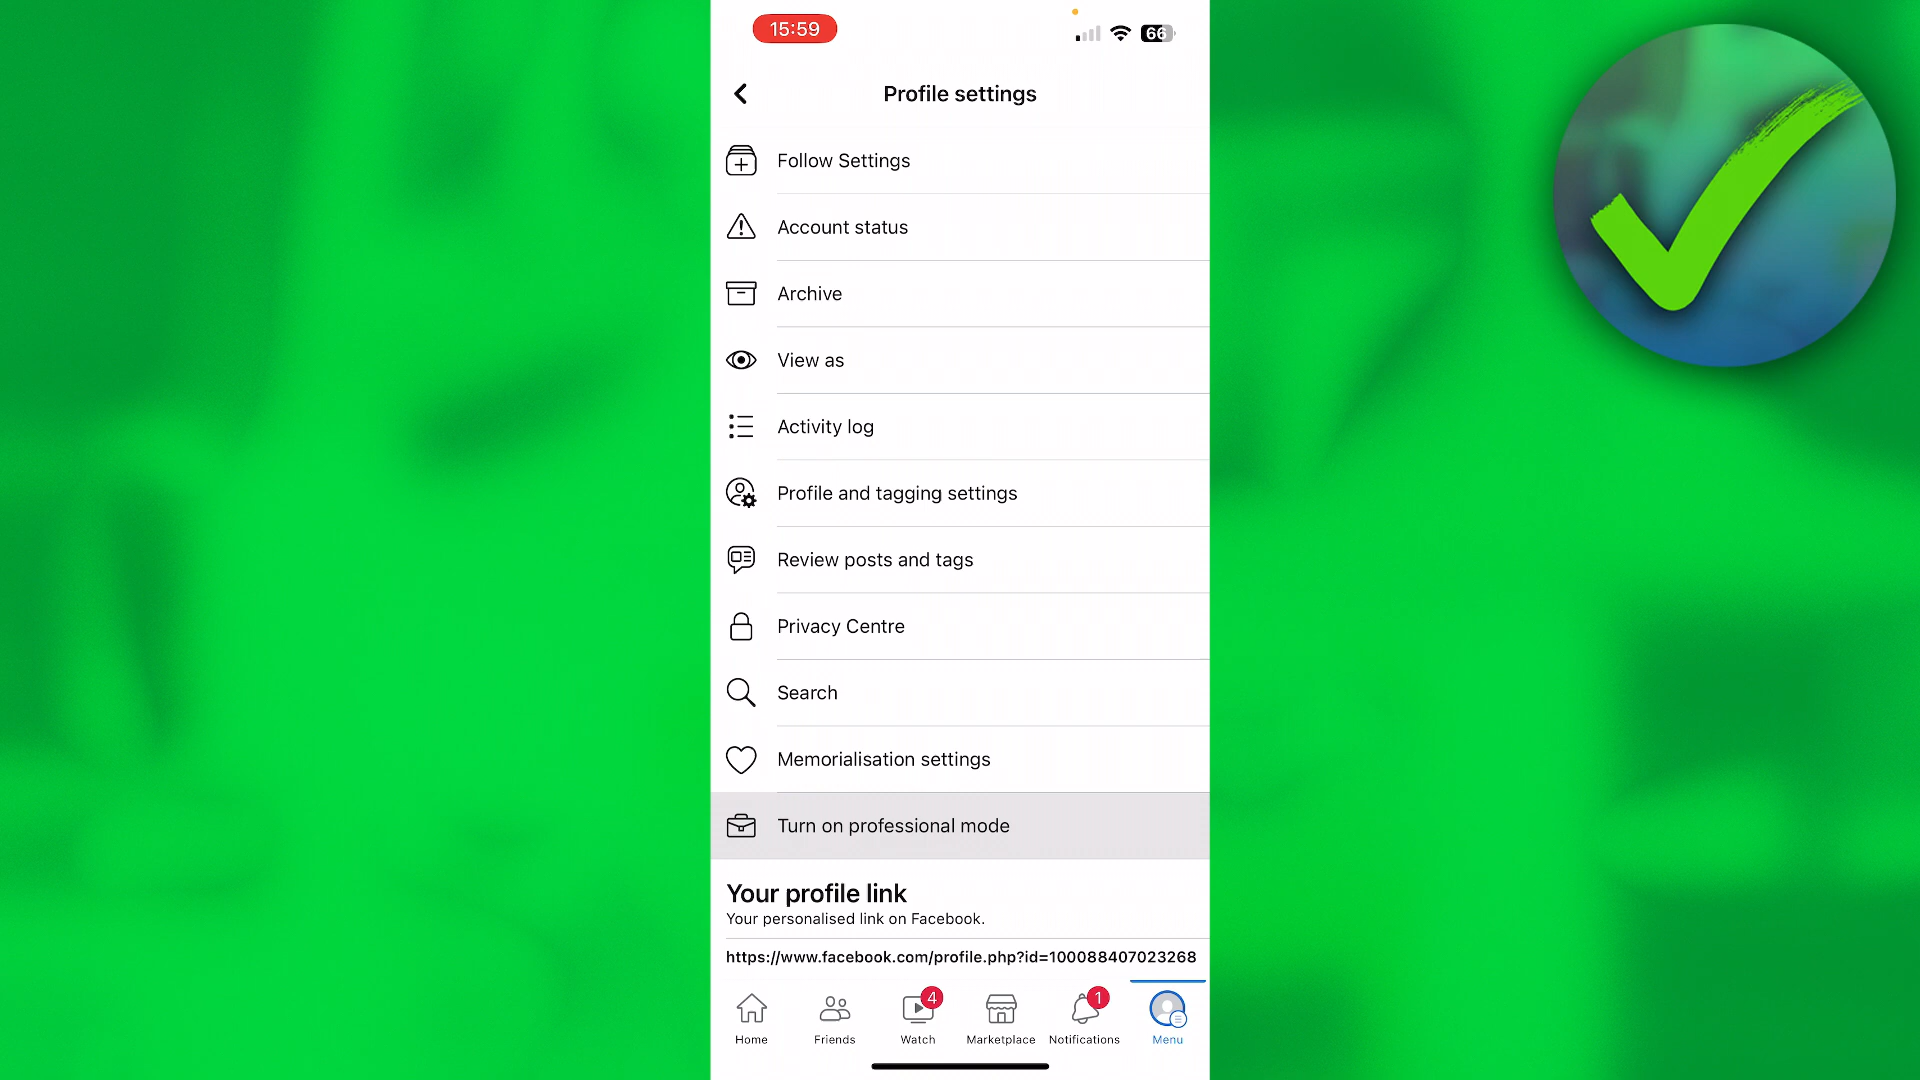 15:59
66
Profile settings
Follow Settings
Account status
Archive
View as
Activity log
Profile and tagging settings
Review posts and tags
Privacy Centre
Search
Memorialisation settings
Turn on professional mode
Your profile link
Your personalised link on Facebook.
https://www.facebook.com/profile.php?id=100088407023268
4
1
Home
Friends
Watch
Marketplace
Notifications
Menu